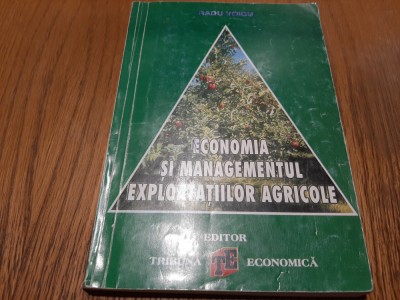 RADU VOICU
ECONOMIA
ȘI MANAGEMENTUL
EXPLOATAȚIILOR AGRICOLE
EDITOR
TRIBUNA TE ECONOMICĂ